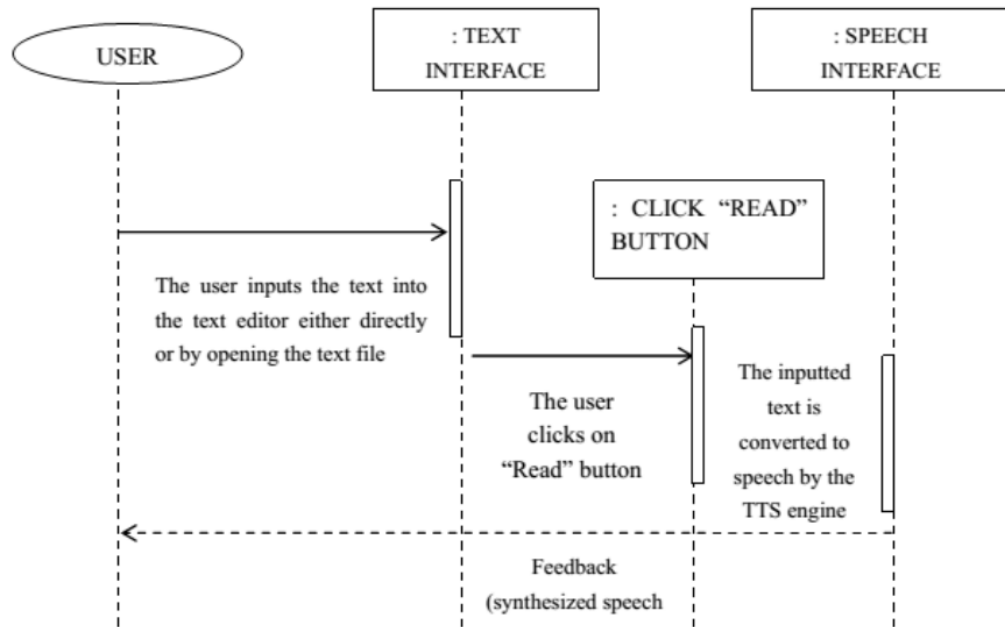 USER
: TEXT
INTERFACE
: SPEECH
INTERFACE
: CLICK “READ”
BUTTON
The user inputs the text into
the text editor either directly
or by opening the text file
The user
clicks on
“Read” button
The inputted
text is
converted to
speech by the
TTS engine
Feedback
(synthesized speech